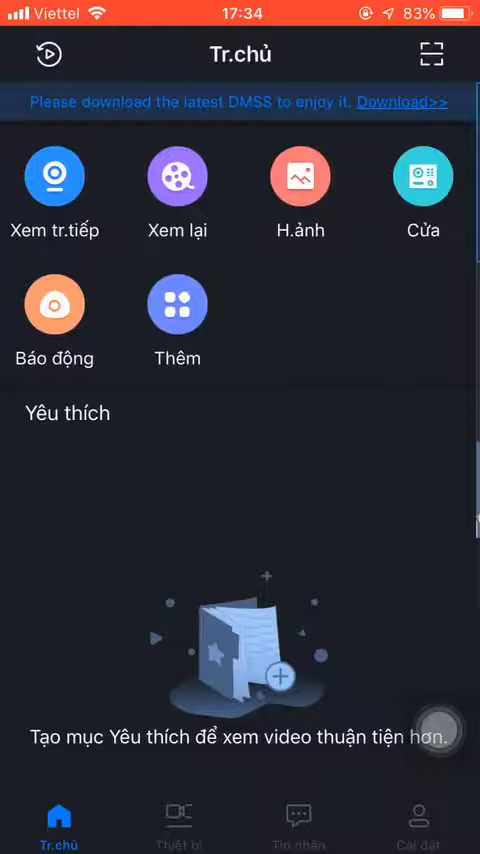 Viettel 17:34 83%
Tr.chủ
Please download the latest DMSS to enjoy it. Download>>
Xem tr.tiếp Xem lại H.ảnh Cửa
Báo động Thêm
Yêu thích
Tạo mục Yêu thích để xem video thuận tiện hơn.
Tr.chủ Thiết bị Tin nhắn Cài đặt